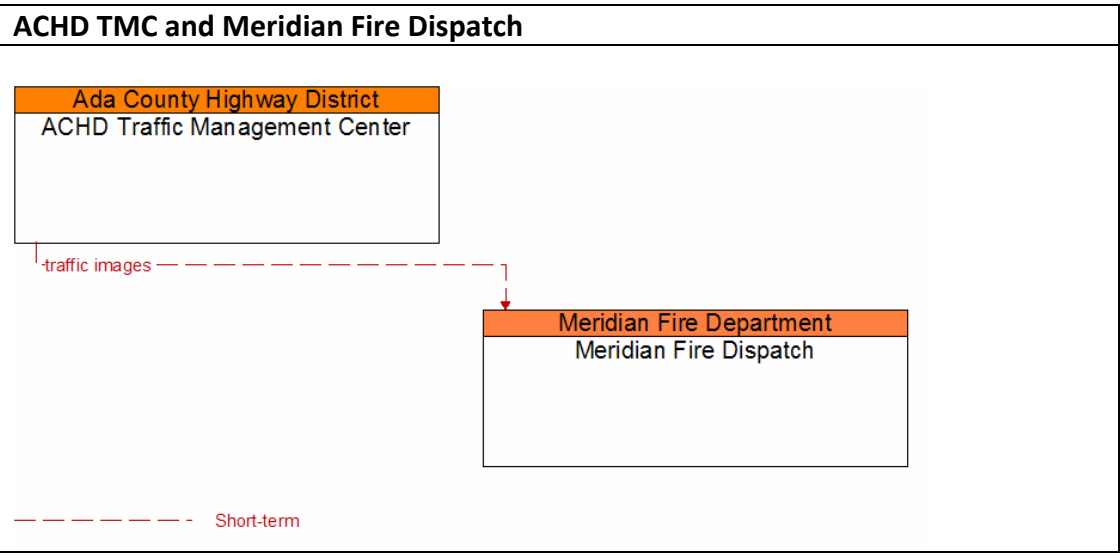 ACHD TMC and Meridian Fire Dispatch
Ada County Highway District
ACHD Traffic Management Center
traffic images
Meridian Fire Department
Meridian Fire Dispatch
Short-term